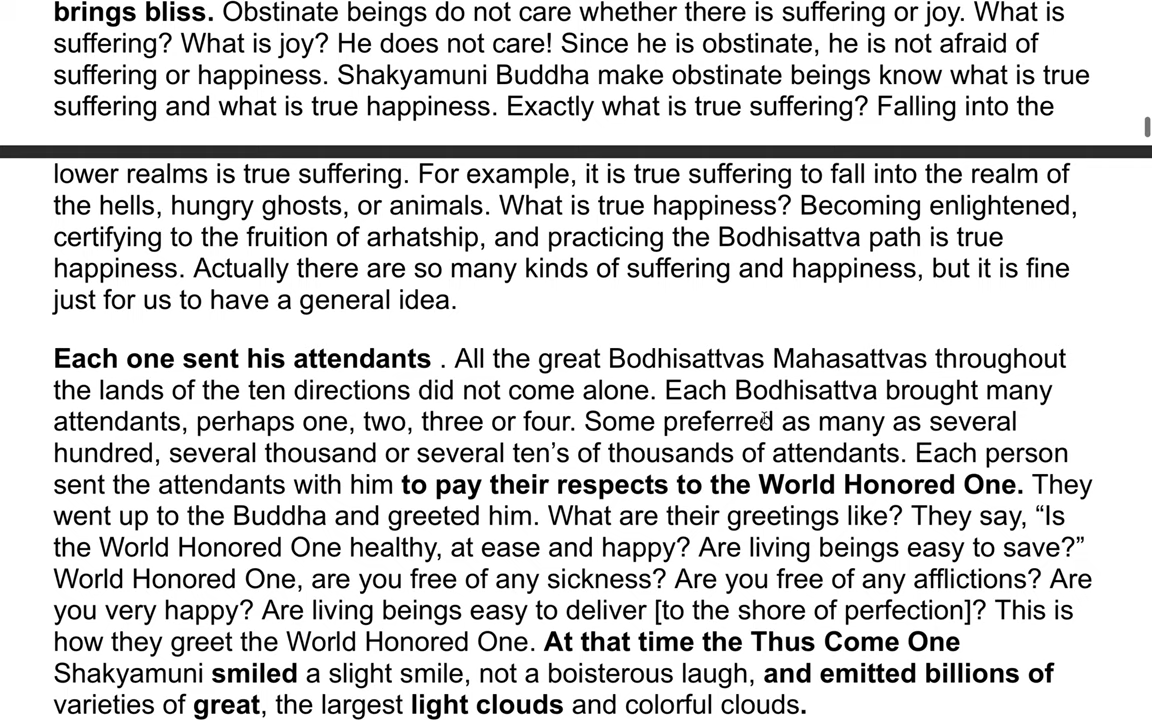 brings bliss. Obstinate beings do not care whether there is suffering or joy. What is
suffering? What is joy? He does not care! Since he is obstinate, he is not afraid of
suffering or happiness. Shakyamuni Buddha make obstinate beings know what is true
suffering and what is true happiness. Exactly what is true suffering? Falling into the
lower realms is true suffering. For example, it is true suffering to fall into the realm of
the hells, hungry ghosts, or animals. What is true happiness? Becoming enlightened,
certifying to the fruition of arhatship, and practicing the Bodhisattva path is true
happiness. Actually there are so many kinds of suffering and happiness, but it is fine
just for us to have a general idea.
Each one sent his attendants . All the great Bodhisattvas Mahasattvas throughout
the lands of the ten directions did not come alone. Each Bodhisattva brought many
attendants, perhaps one, two, three or four. Some preferred as many as several
hundred, several thousand or several ten’s of thousands of attendants. Each person
sent the attendants with him to pay their respects to the World Honored One. They
went up to the Buddha and greeted him. What are their greetings like? They say, “Is
the World Honored One healthy, at ease and happy? Are living beings easy to save?”
World Honored One, are you free of any sickness? Are you free of any afflictions? Are
you very happy? Are living beings easy to deliver [to the shore of perfection]? This is
how they greet the World Honored One. At that time the Thus Come One
Shakyamuni smiled a slight smile, not a boisterous laugh, and emitted billions of
varieties of great, the largest light clouds and colorful clouds.